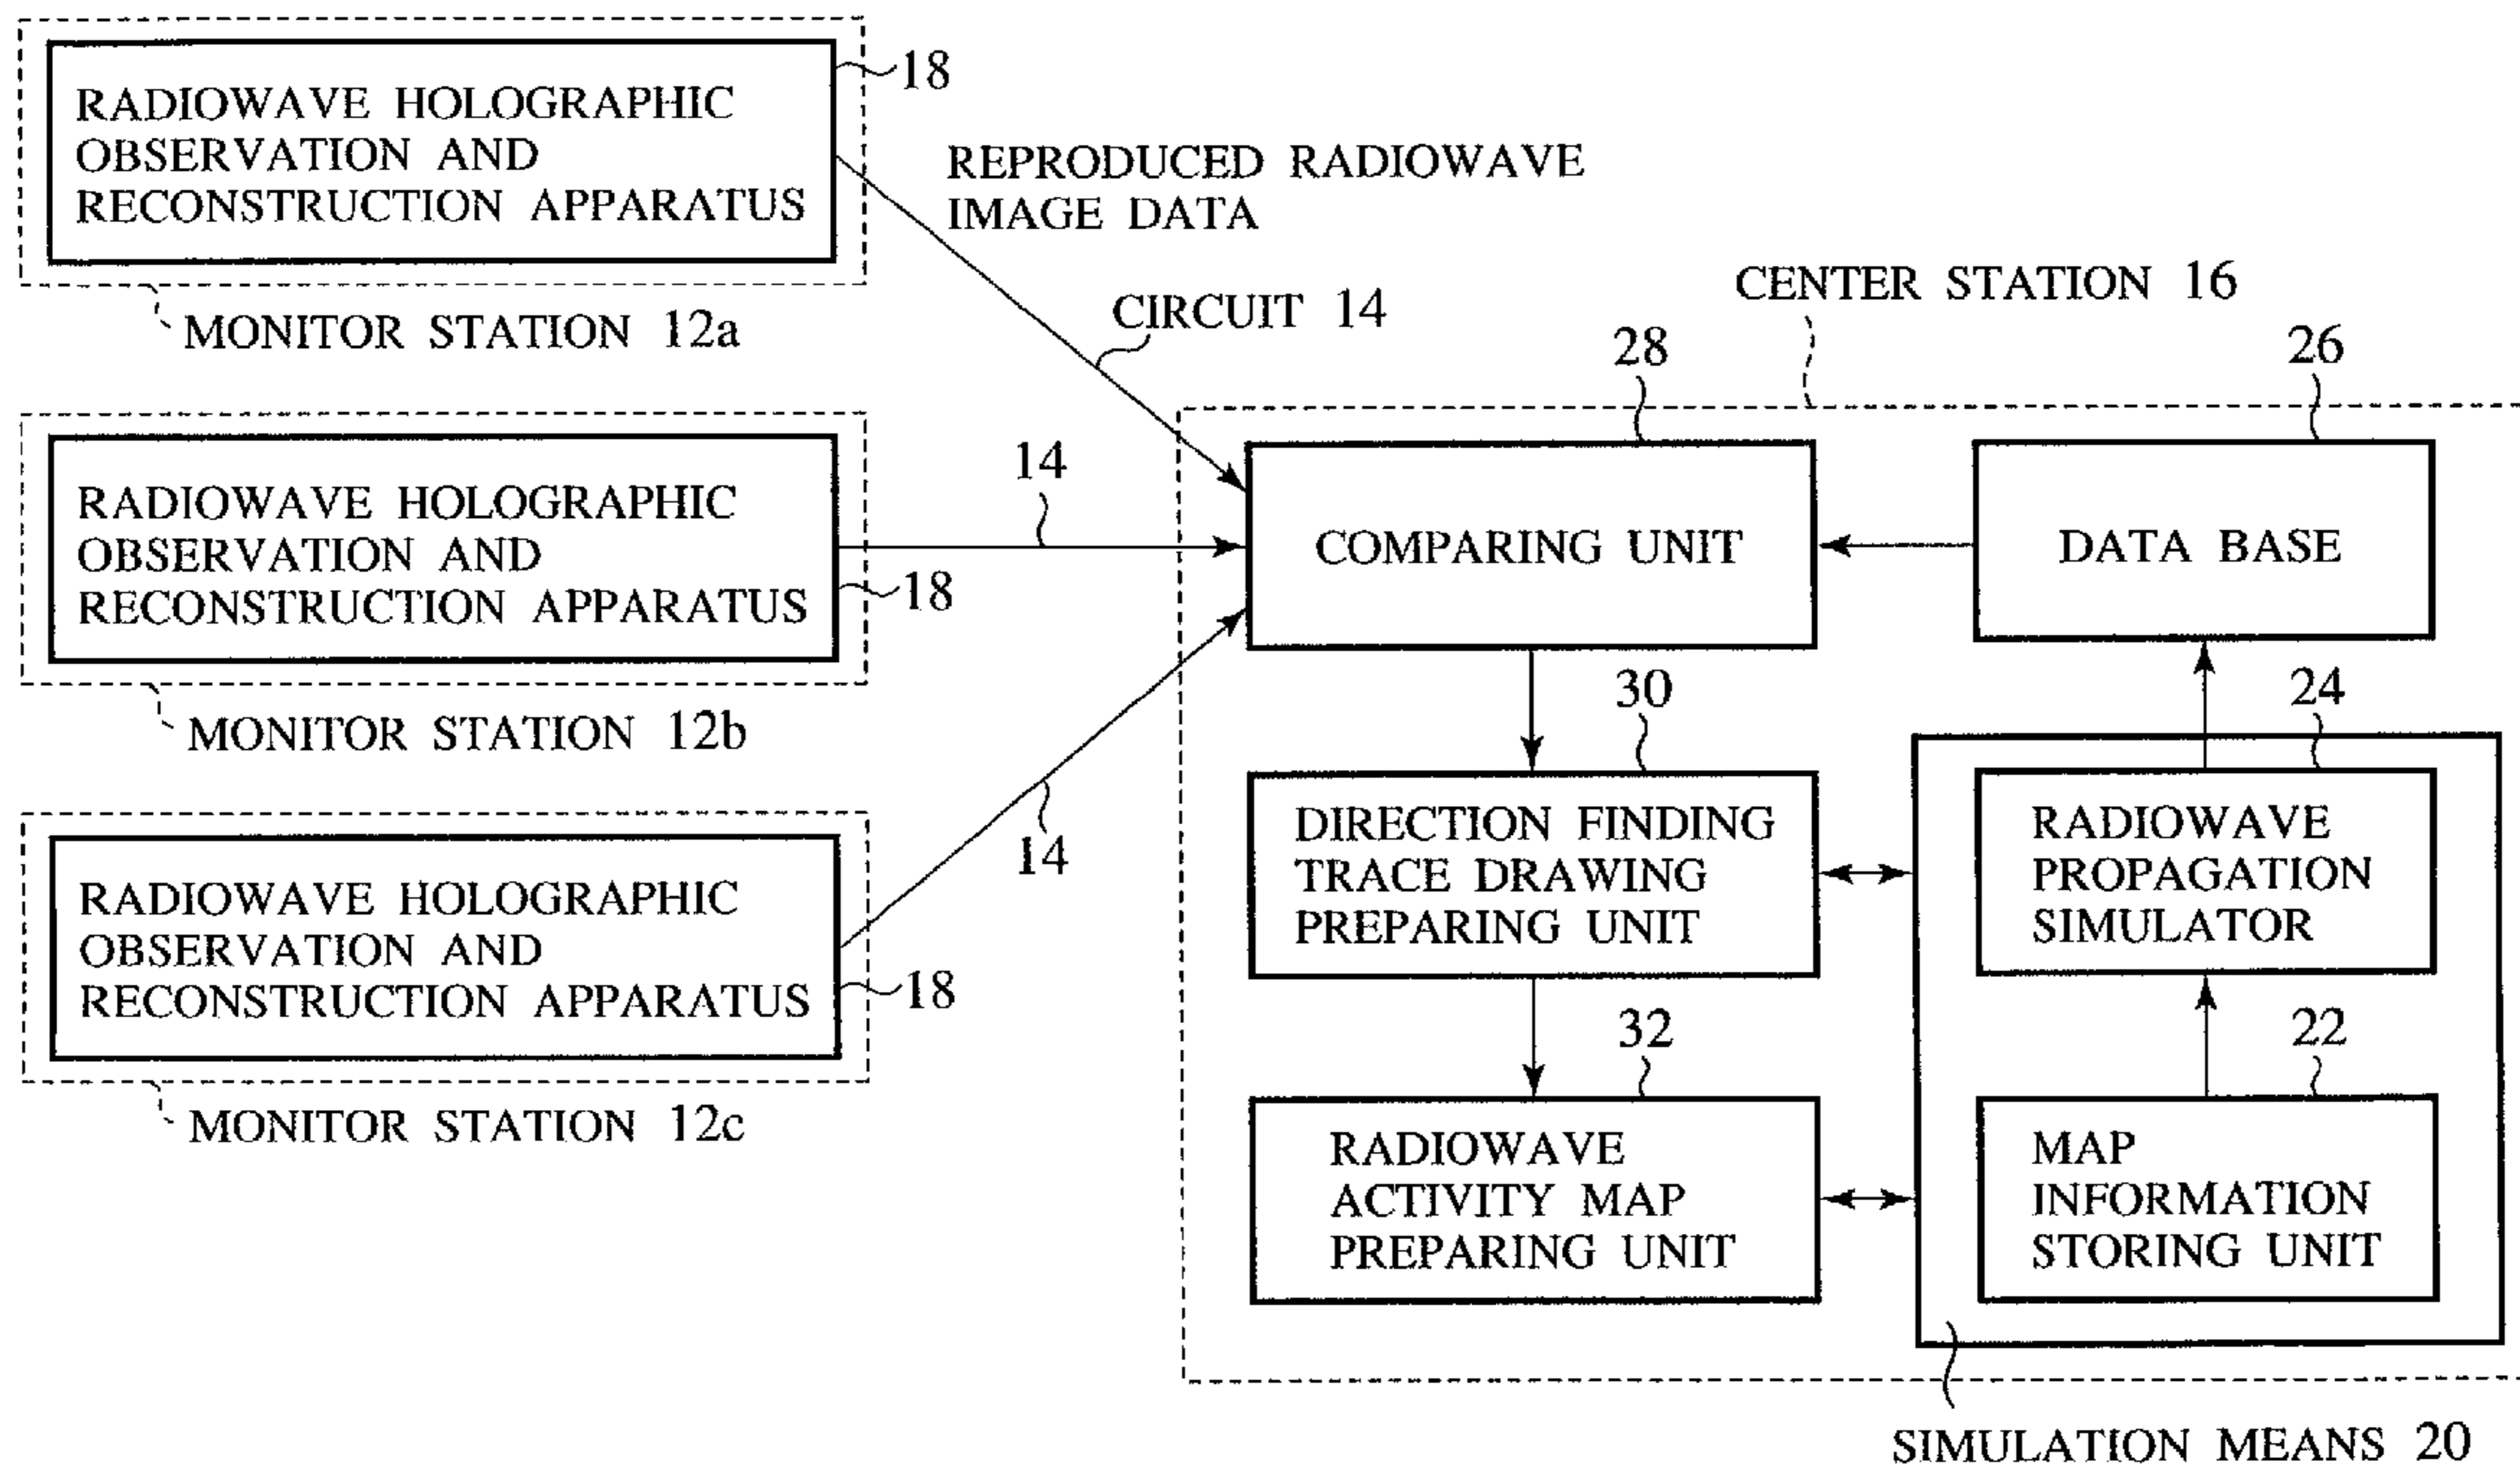 18
RADIOWAVE HOLOGRAPHIC
OBSERVATION AND
RECONSTRUCTION APPARATUS
MONITOR STATION 12a
REPRODUCED RADIOWAVE
IMAGE DATA
CIRCUIT 14
CENTER STATION 16
RADIOWAVE HOLOGRAPHIC
OBSERVATION AND
RECONSTRUCTION APPARATUS
18
MONITOR STATION 12b
14
RADIOWAVE HOLOGRAPHIC
OBSERVATION AND
RECONSTRUCTION APPARATUS
18
MONITOR STATION 12c
14
28
COMPARING UNIT
26
DATA BASE
30
DIRECTION FINDING
TRACE DRAWING
PREPARING UNIT
24
RADIOWAVE
PROPAGATION
SIMULATOR
32
RADIOWAVE
ACTIVITY MAP
PREPARING UNIT
22
MAP
INFORMATION
STORING UNIT
SIMULATION MEANS 20